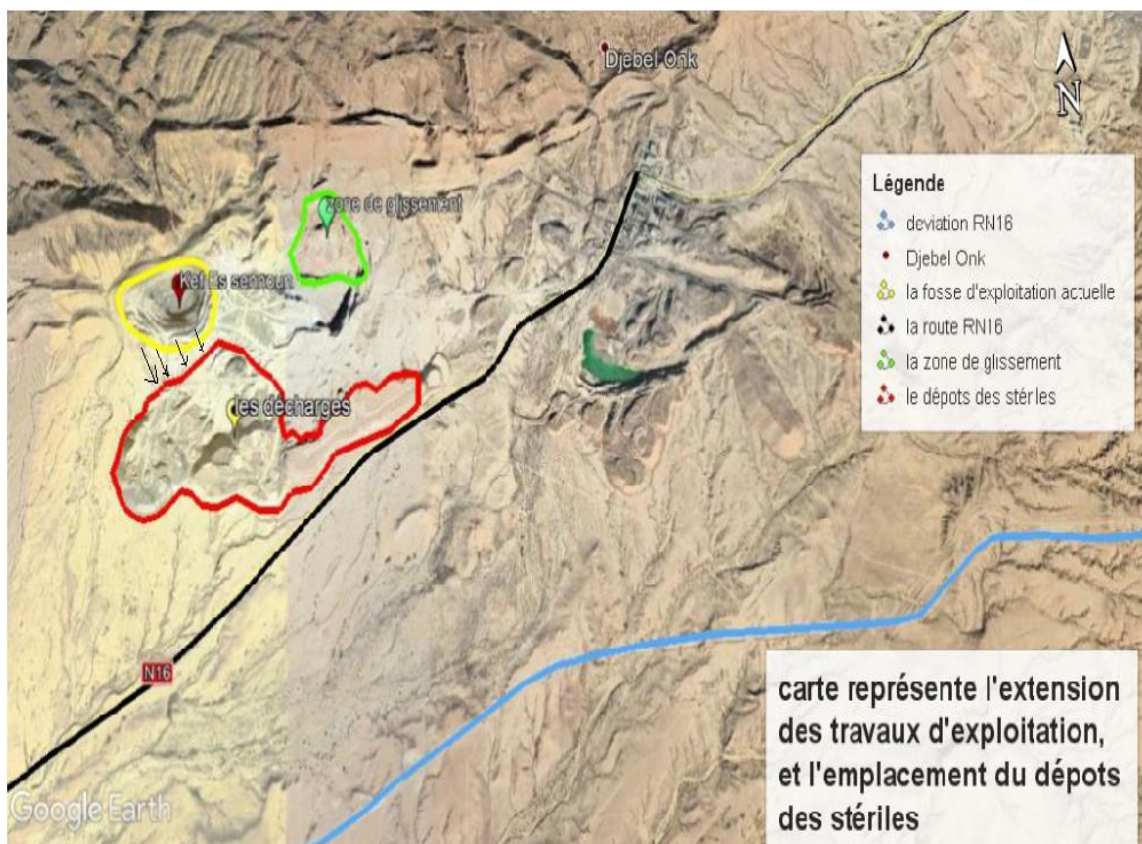 Djebel Onk
N
zone de glissement
Kef Es sennoun
les décharges
N16
Légende
deviation RN16
Djebel Onk
la fosse d'exploitation actuelle
la route RN16
la zone de glissement
le dépots des stérles
carte représente l'extension
des travaux d'exploitation,
et l'emplacement du dépots
des stériles
Google Earth